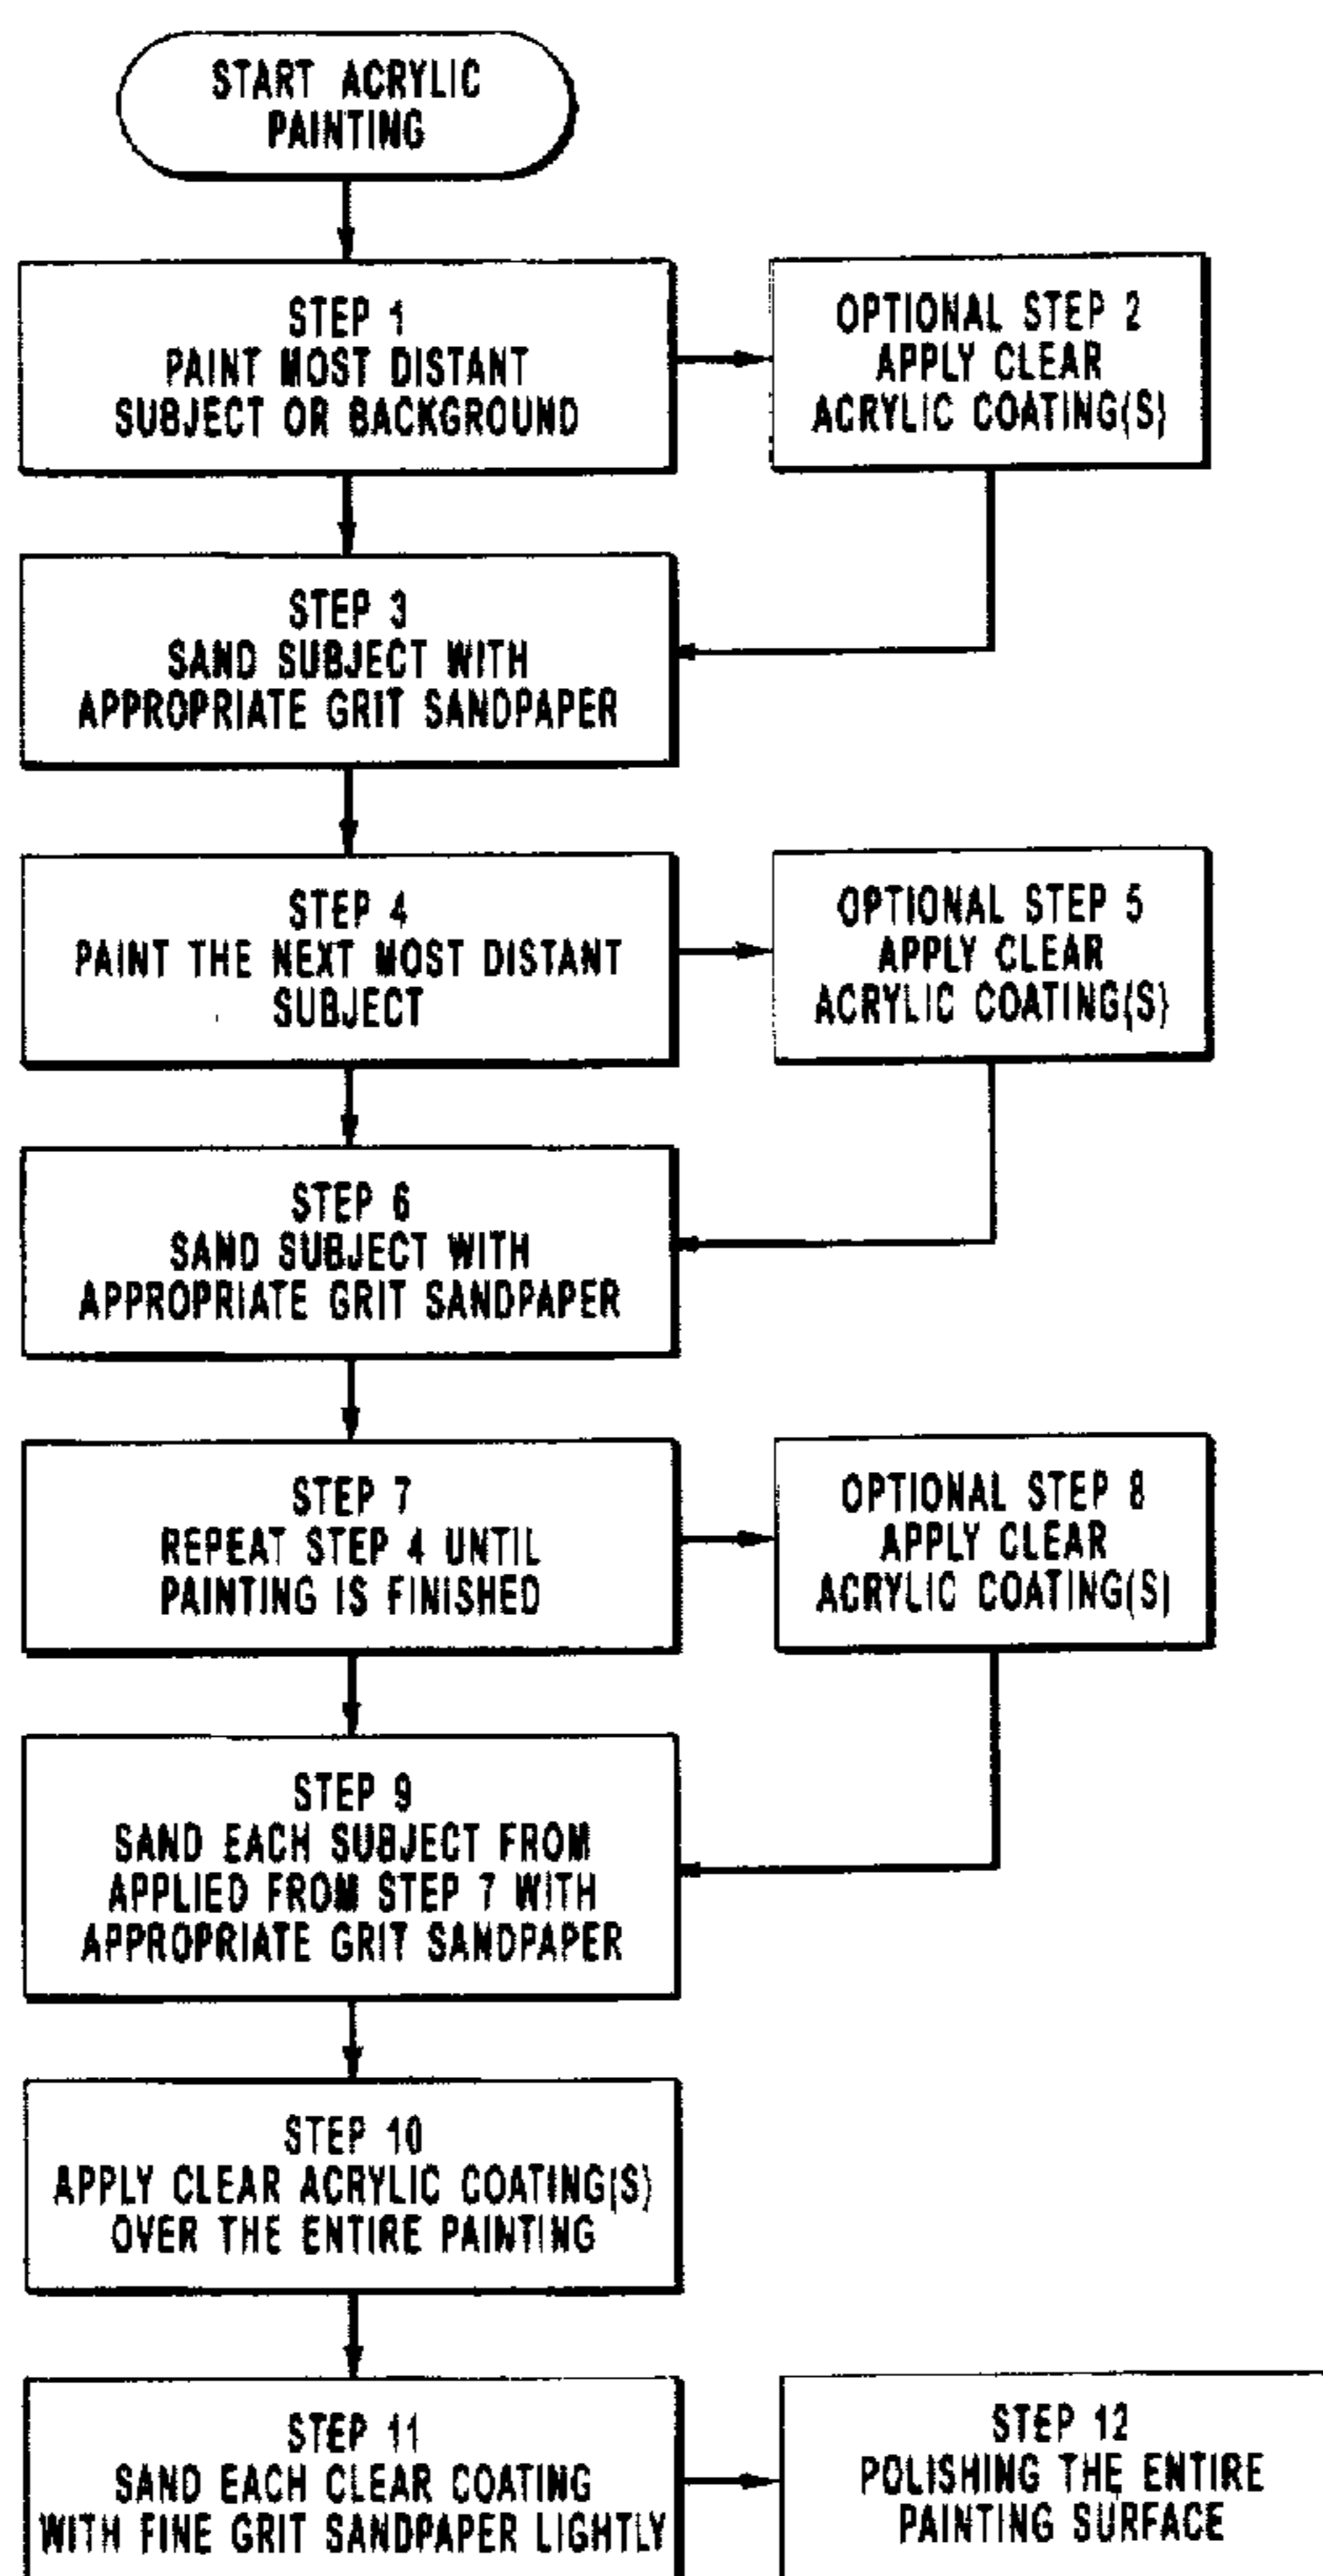 START ACRYLIC
PAINTING
STEP 1
PAINT MOST DISTANT
SUBJECT OR BACKGROUND
OPTIONAL STEP 2
APPLY CLEAR
ACRYLIC COATING(S)
STEP 3
SAND SUBJECT WITH
APPROPRIATE GRIT SANDPAPER
STEP 4
PAINT THE NEXT MOST DISTANT
SUBJECT
OPTIONAL STEP 5
APPLY CLEAR
ACRYLIC COATING(S)
STEP 6
SAND SUBJECT WITH
APPROPRIATE GRIT SANDPAPER
STEP 7
REPEAT STEP 4 UNTIL
PAINTING IS FINISHED
OPTIONAL STEP 8
APPLY CLEAR
ACRYLIC COATING(S)
STEP 9
SAND EACH SUBJECT FROM
APPLIED FROM STEP 7 WITH
APPROPRIATE GRIT SANDPAPER
STEP 10
APPLY CLEAR ACRYLIC COATING(S)
OVER THE ENTIRE PAINTING
STEP 11
SAND EACH CLEAR COATING
WITH FINE GRIT SANDPAPER LIGHTLY
STEP 12
POLISHING THE ENTIRE
PAINTING SURFACE